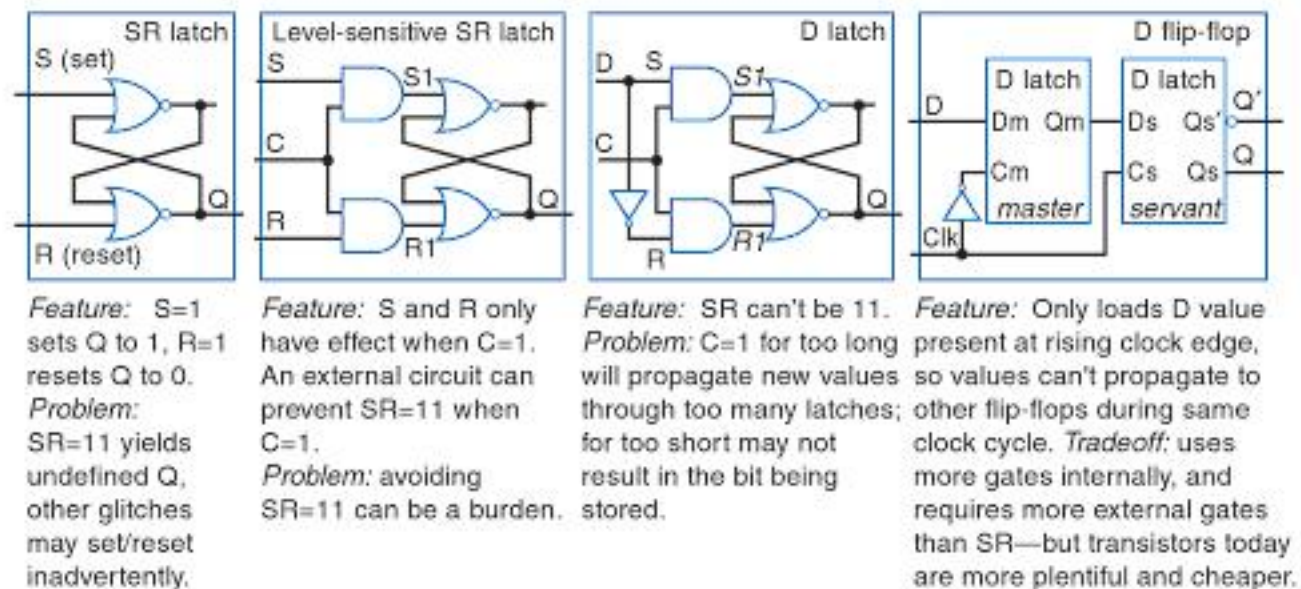 SR latch
S (set)
Q
R (reset)
Feature: S=1
sets Q to 1, R=1
resets Q to 0.
Problem:
SR=11 yields
undefined Q,
other glitches
may set/reset
inadvertently.
Level-sensitive SR latch
S
S1
C
Q
R
R1
Feature: S and R only
have effect when C=1.
An external circuit can
prevent SR=11 when
C=1.
Problem: avoiding
SR=11 can be a burden.
D latch
D S
S1
C
Q
R1
R
Feature: SR can't be 11.
Problem: C=1 for too long
will propagate new values
through too many latches;
for too short may not
result in the bit being
stored.
D flip-flop
D latch D latch
Q’
D
Dm Qm Ds Qs’
Q
Cm Cs Qs
master servant
Clk
Feature: Only loads D value
present at rising clock edge,
so values can't propagate to
other flip-flops during same
clock cycle. Tradeoff: uses
more gates internally, and
requires more external gates
than SR—but transistors today
are more plentiful and cheaper.